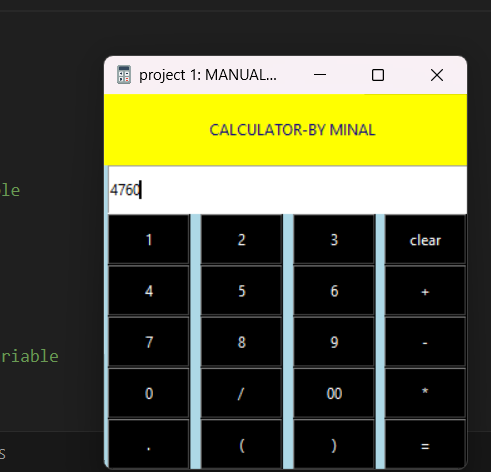 project 1: MANUAL...
CALCULATOR-BY MINAL
le
4760
1 2 3 clear
4 5 6 +
7 8 9 -
riable
0 / 00 *
s
. ( ) =